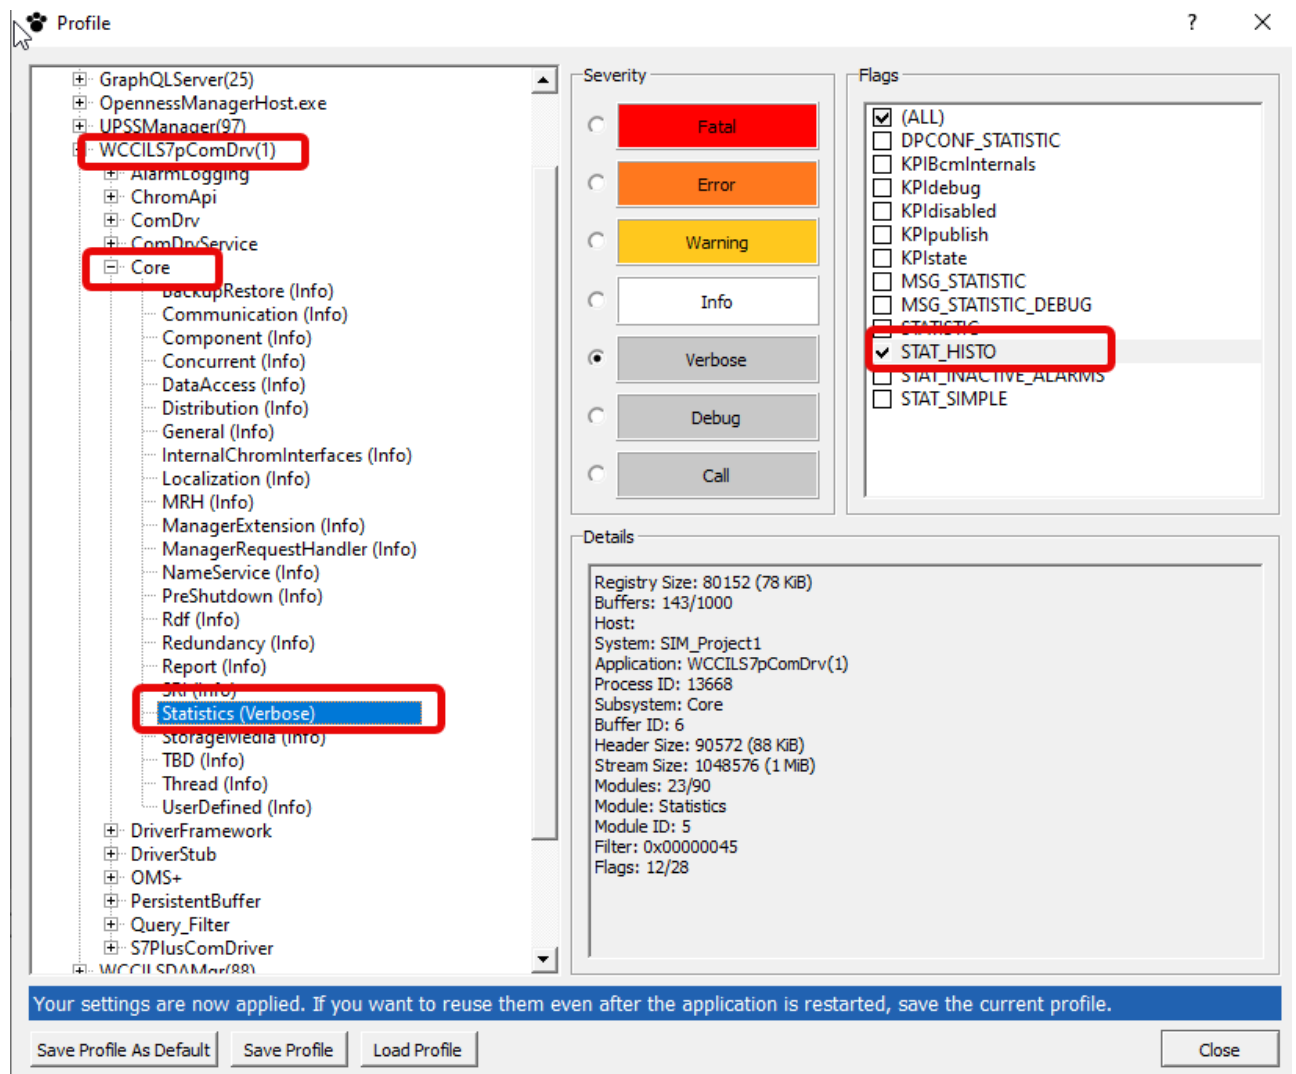 Profile
?
GraphQLServer(25)
OpennessManagerHost.exe
UPSSManager(97)
WCCILS7pComDrv(1)
AlarmLogging
ChromApi
ComDrv
ComDrvService
Core
BackupRestore (Info)
Communication (Info)
Component (Info)
Concurrent (Info)
DataAccess (Info)
Distribution (Info)
General (Info)
InternalChromInterfaces (Info)
Localization (Info)
MRH (Info)
ManagerExtension (Info)
ManagerRequestHandler (Info)
NameService (Info)
PreShutdown (Info)
Rdf (Info)
Redundancy (Info)
Report (Info)
SRI (Info)
Statistics (Verbose)
StorageMedia (Info)
TBD (Info)
Thread (Info)
UserDefined (Info)
DriverFramework
DriverStub
OMS+
PersistentBuffer
Query_Filter
S7PlusComDriver
WCCILSDAMgr(88)
Severity
Fatal
Error
Warning
Info
Verbose
Debug
Call
Flags
(ALL)
DPCONF_STATISTIC
KPIBcmInternals
KPIdebug
KPIdisabled
KPIpublish
KPIstate
MSG_STATISTIC
MSG_STATISTIC_DEBUG
STATISTIC
STAT_HISTO
STAT_INACTIVE_ALARMS
STAT_SIMPLE
Details
Registry Size: 80152 (78 KiB)
Buffers: 143/1000
Host:
System: SIM_Project1
Application: WCCILS7pComDrv(1)
Process ID: 13668
Subsystem: Core
Buffer ID: 6
Header Size: 90572 (88 KiB)
Stream Size: 1048576 (1 MiB)
Modules: 23/90
Module: Statistics
Module ID: 5
Filter: 0x00000045
Flags: 12/28
Your settings are now applied. If you want to reuse them even after the application is restarted, save the current profile.
Save Profile As Default
Save Profile
Load Profile
Close